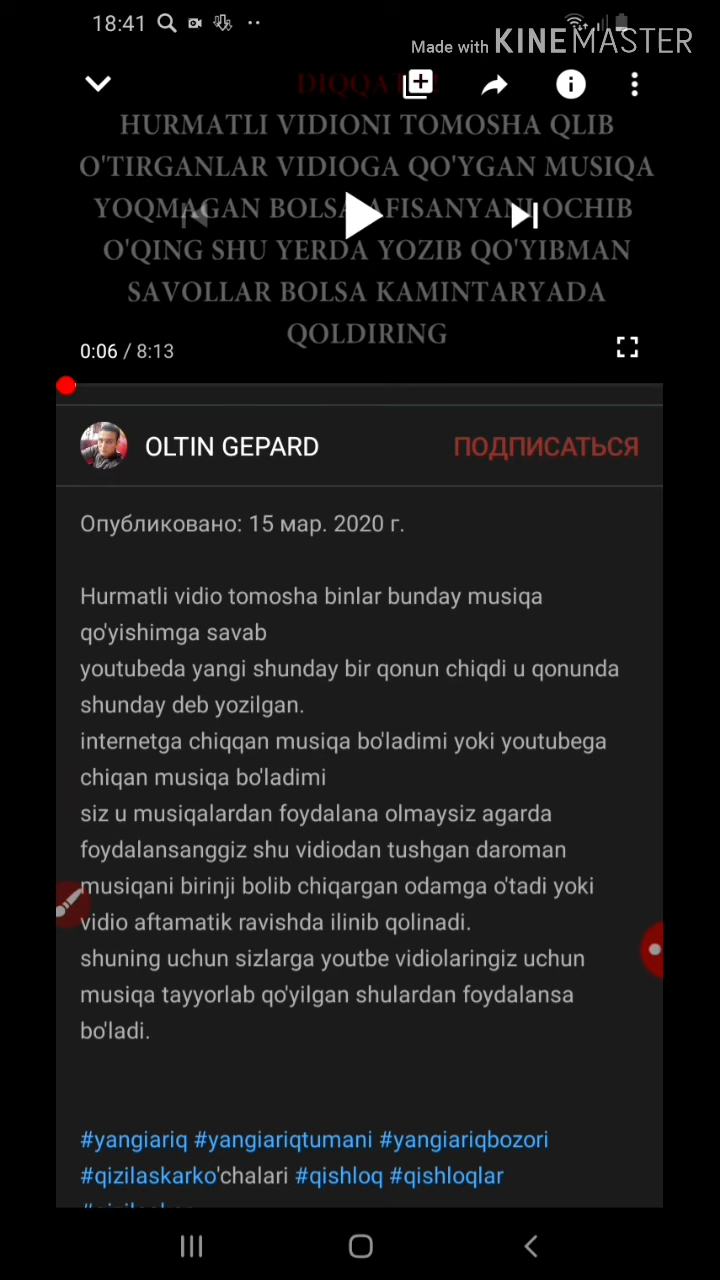 18:41
Made with KINEMASTER
HURMATLI VIDIONI TOMOSHA QLIB
O'TIRGANLAR VIDIOGA QO'YGAN MUSIQA
YOQMAGAN BOLSA AFISANYANI OCHIB
O'QING SHU YERDA YOZIB QO'YIBMAN
SAVOLLAR BOLSA KAMINTARYADA
QOLDIRING
0:06 / 8:13
OLTIN GEPARD
ПОДПИСАТЬСЯ
Опубликовано: 15 мар. 2020 г.
Hurmatli vidio tomosha binlar bunday musiqa
qo'yishimga savab
youtubeda yangi shunday bir qonun chiqdi u qonunda
shunday deb yozilgan.
internetga chiqqan musiqa bo'ladimi yoki youtubega
chiqan musiqa bo'ladimi
siz u musiqalardan foydalana olmaysiz agarda
foydalansanggiz shu vidiodan tushgan daroman
musiqani birinji bolib chiqargan odamga o'tadi yoki
vidio aftamatik ravishda ilinib qolinadi.
shuning uchun sizlarga youtbe vidiolaringiz uchun
musiqa tayyorlab qo'yilgan shulardan foydalansa
bo'ladi.
#yangiariq #yangiariqtumani #yangiariqbozori
#qizilaskarko'chalari #qishloq #qishloqlar